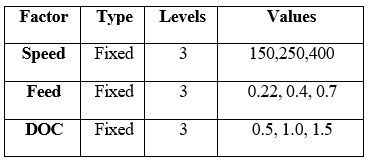 Factor Type Levels Values
Speed Fixed 3 150,250,400
Feed Fixed 3 0.22, 0.4, 0.7
DOC Fixed 3 0.5, 1.0, 1.5